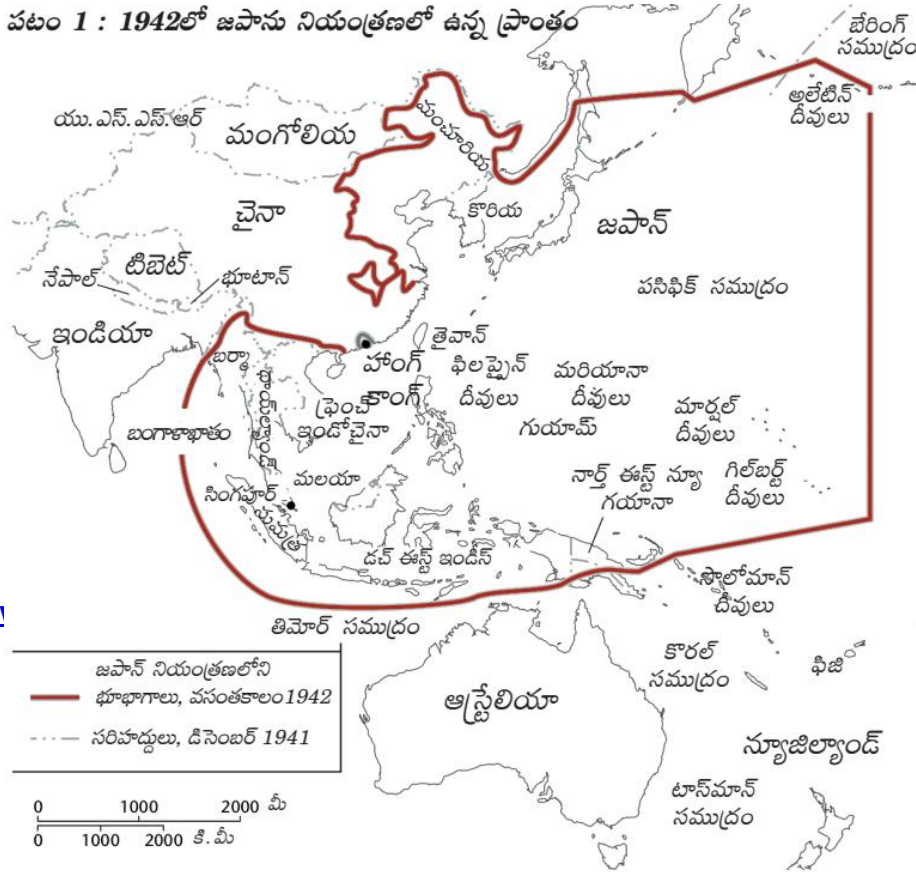 పటం 1 : 1942లో జపాను నియంత్రణలో ఉన్న ప్రాంతం
బేరింగ్
సముద్రం
అలేటిన్
దీవులు
యు.ఎస్.ఎస్.ఆర్
మంగోలియ
మంచూరియ
చైనా
కొరియ
జపాన్
టిబెట్
నేపాల్
భూటాన్
పసిఫిక్ సముద్రం
ఇండియా
బర్మా
తైవాన్
హాంగ్
కాంగ్
ఫిలప్పైన్
దీవులు
మరియానా
దీవులు
గుయామ్
మార్షల్
దీవులు
ఫ్రెంచ్
ఇండోచైనా
బంగాళాఖాతం
మలయా
సింగపూర్
సుమత్ర
నార్త్ ఈస్ట్ న్యూ
గయానా
గిల్‌బర్ట్
దీవులు
డచ్ ఈస్ట్ ఇండీస్
సొలోమాన్
దీవులు
తిమోర్ సముద్రం
కొరల్
సముద్రం
ఫిజి
ఆస్ట్రేలియా
న్యూజిల్యాండ్
టాస్‌మాన్
సముద్రం
జపాన్ నియంత్రణలోని
భూభాగాలు, వసంతకాలం 1942
సరిహద్దులు, డిసెంబర్ 1941
0 1000 2000 మీ
0 1000 2000 కి.మీ